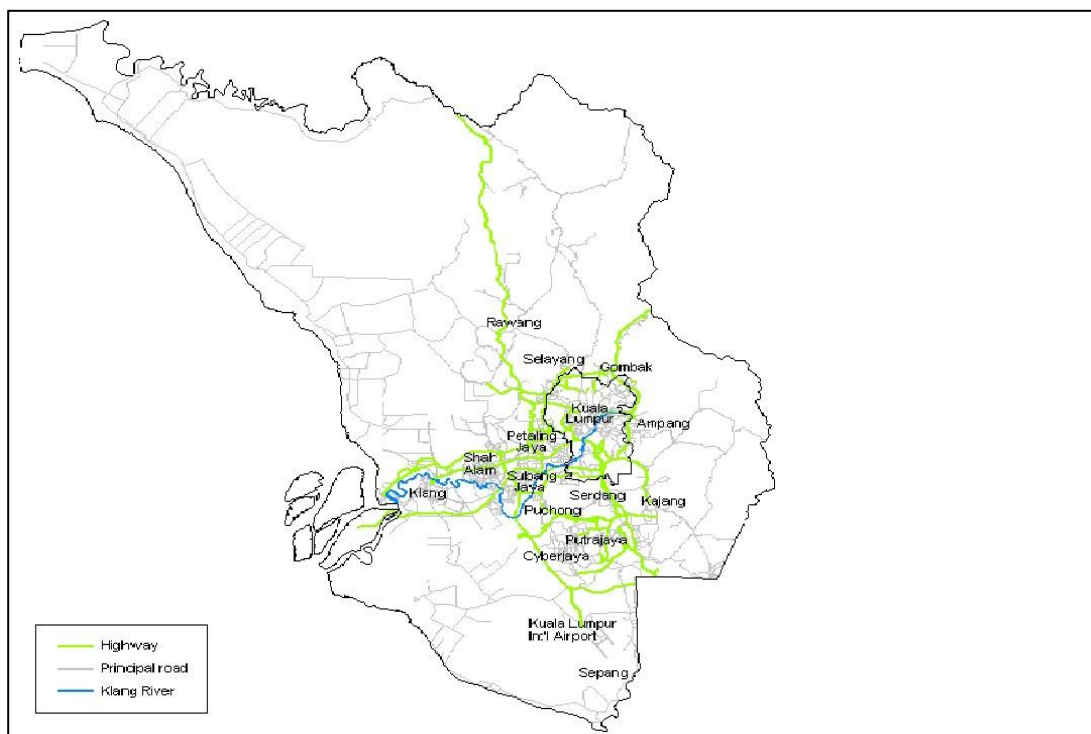 Rawang
Selayang
Gombak
Kuala
Lumpur
Ampang
Petaling
Jaya
Shah
Alam
Subang
Jaya
Klang
Serdang
Kajang
Puchong
Putrajaya
Cyberjaya
Kuala Lumpur
Int'l Airport
Sepang
Highway
Principal road
Klang River